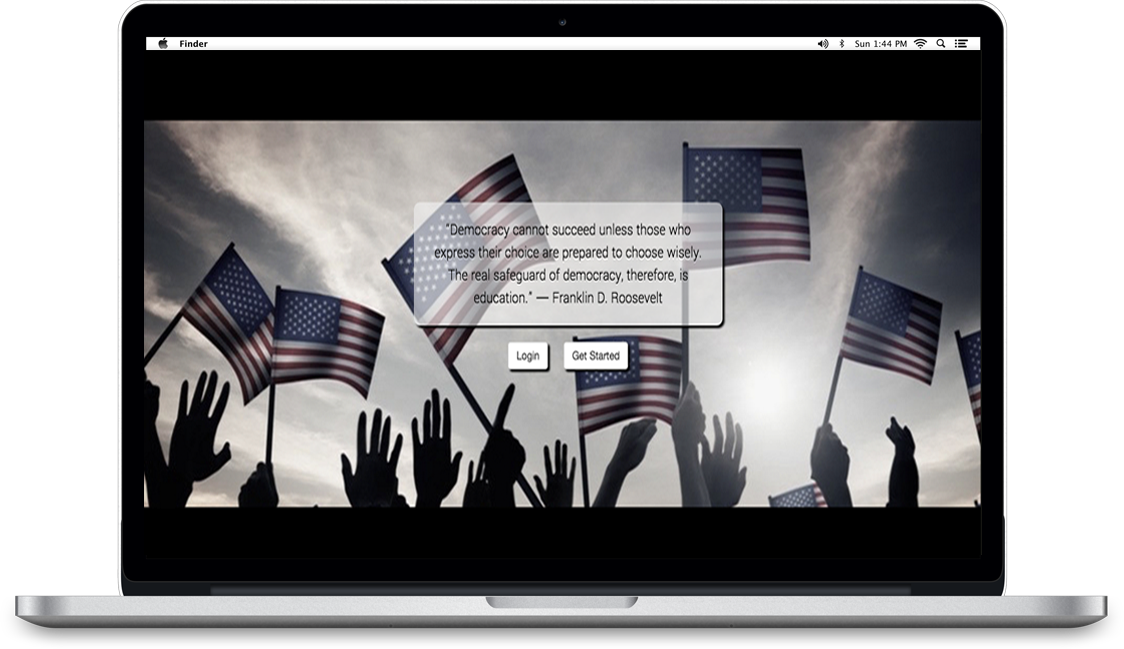 Finder
Sun 1:44 PM
"Democracy cannot succeed unless those who
express their choice are prepared to choose wisely.
The real safeguard of democracy, therefore, is
education." — Franklin D. Roosevelt
Login
Get Started